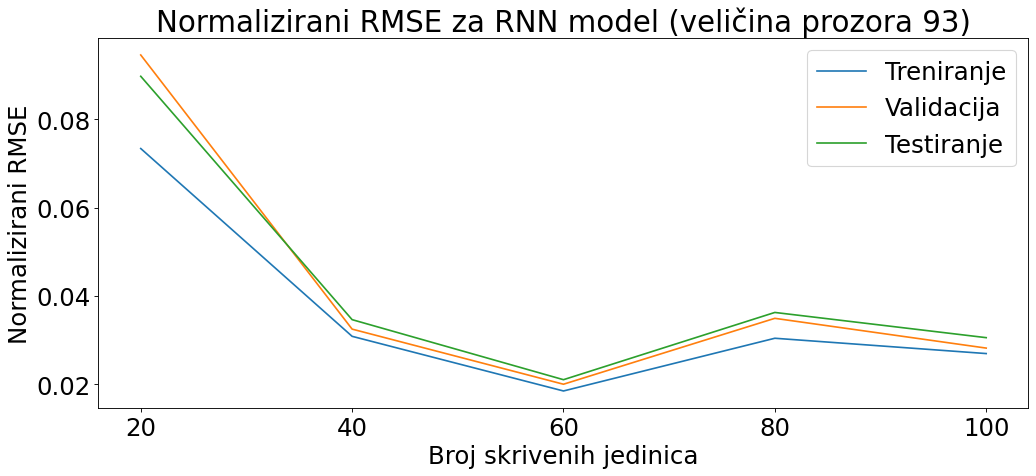 Normalizirani RMSE za RNN model (veličina prozora 93)
Treniranje
Validacija
Testiranje
Normalizirani RMSE
0.08
0.06
0.04
0.02
20 40 60 80 100
Broj skrivenih jedinica